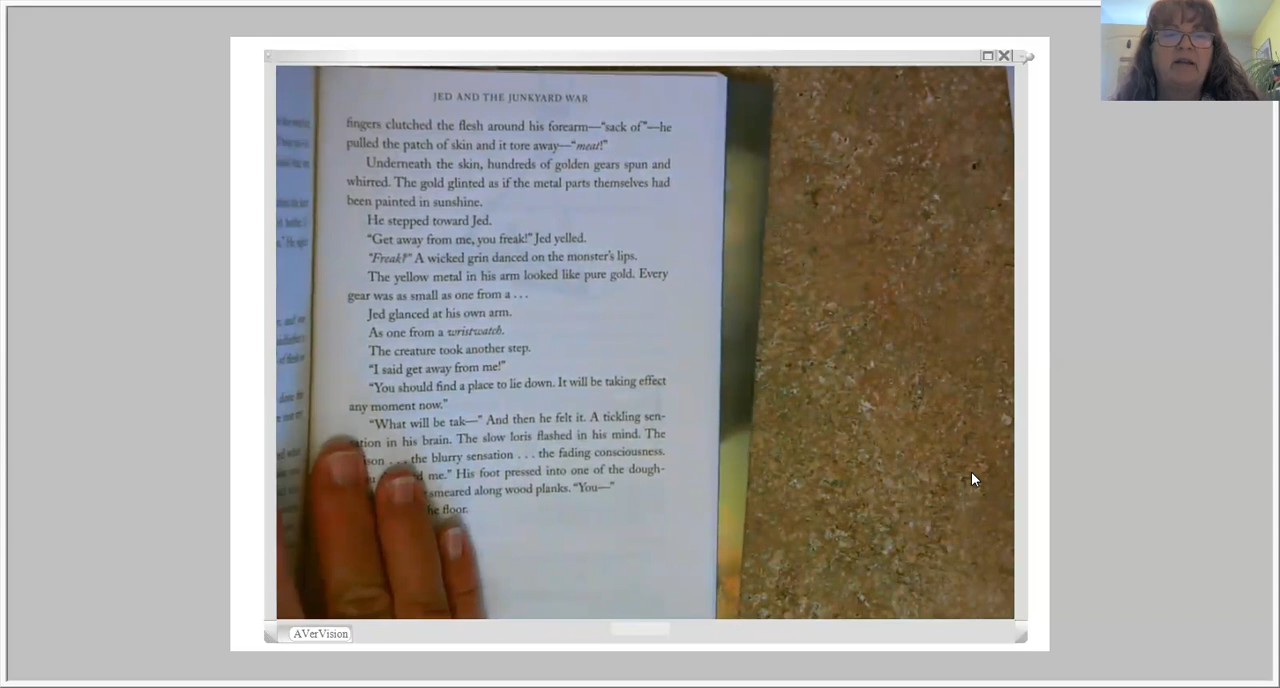 JED AND THE JUNKYARD WAR
fingers clutched the flesh around his forearm—“sack of”—he
pulled the patch of skin and it tore away—“meat!”
Underneath the skin, hundreds of golden gears spun and
whirred. The gold glinted as if the metal parts themselves had
been painted in sunshine.
He stepped toward Jed.
“Get away from me, you freak!” Jed yelled.
“Freak?” A wicked grin danced on the monster’s lips.
The yellow metal in his arm looked like pure gold. Every
gear was as small as one from a . . .
Jed glanced at his own arm.
As one from a wristwatch.
The creature took another step.
“I said get away from me!”
“You should find a place to lie down. It will be taking effect
any moment now.”
“What will be tak—” And then he felt it. A tickling sen-
in his brain. The slow loris flashed in his mind. The
. . . the blurry sensation . . . the fading consciousness.
me.” His foot pressed into one of the dough-
smeared along wood planks. “You—”
floor.
AVerVision